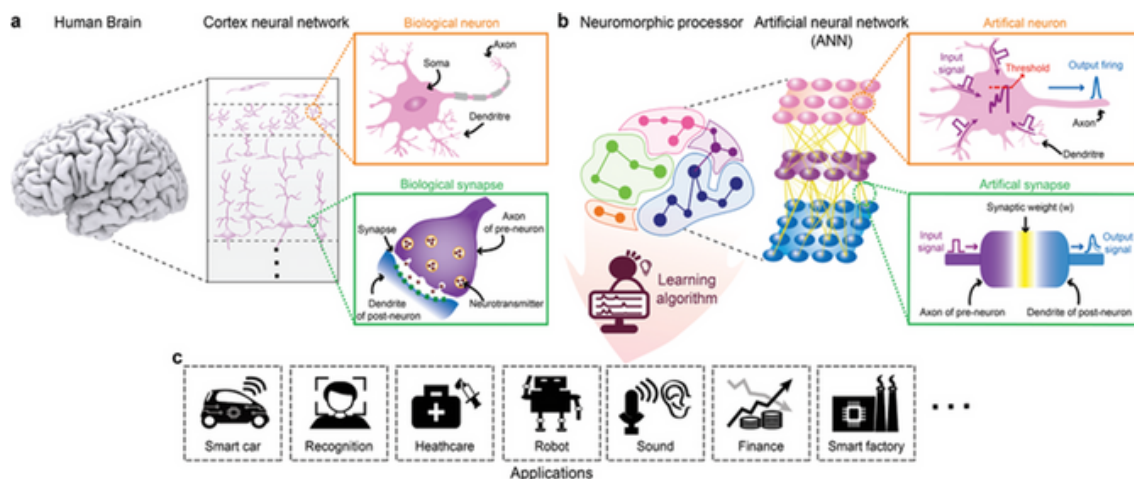 a
Human Brain
Cortex neural network
Biological neuron
Axon
Soma
Dendritre
Biological synapse
Synapse
Axon
of pre-neuron
Dendrite
of post-neuron
Neurotransmitter
b
Neuromorphic processor
Artificial neural network
(ANN)
Artifical neuron
Input
signal
Threshold
Output firing
Axon
Dendritre
Artifical synapse
Synaptic weight (w)
Input
signal
Output
signal
Axon of pre-neuron
Dendrite of post-neuron
Learning
algorithm
c
Smart car
Recognition
Heathcare
Robot
Sound
Finance
Smart factory
Applications